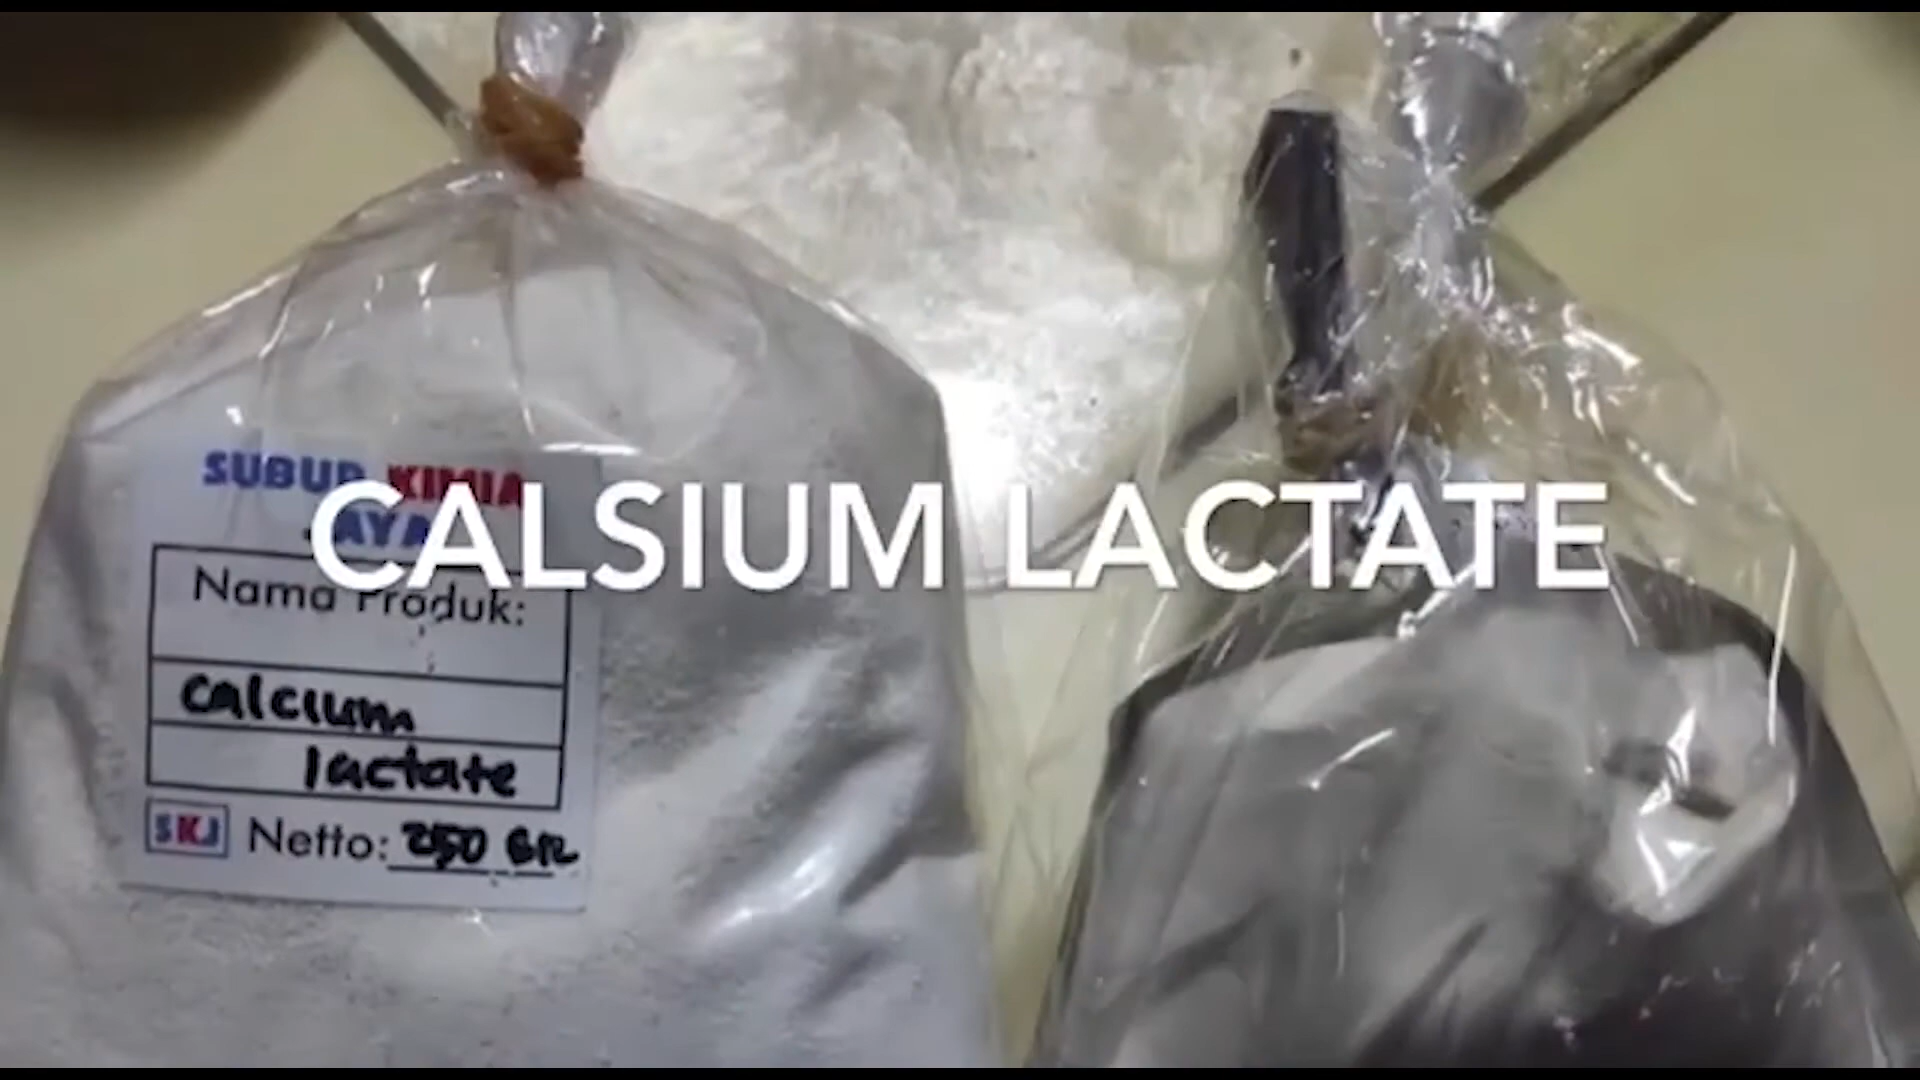 SUBUR KIMIA
JAYA
CALSIUM LACTATE
Nama Produk:
Calcium
lactate
SKJ Netto: 250 GR